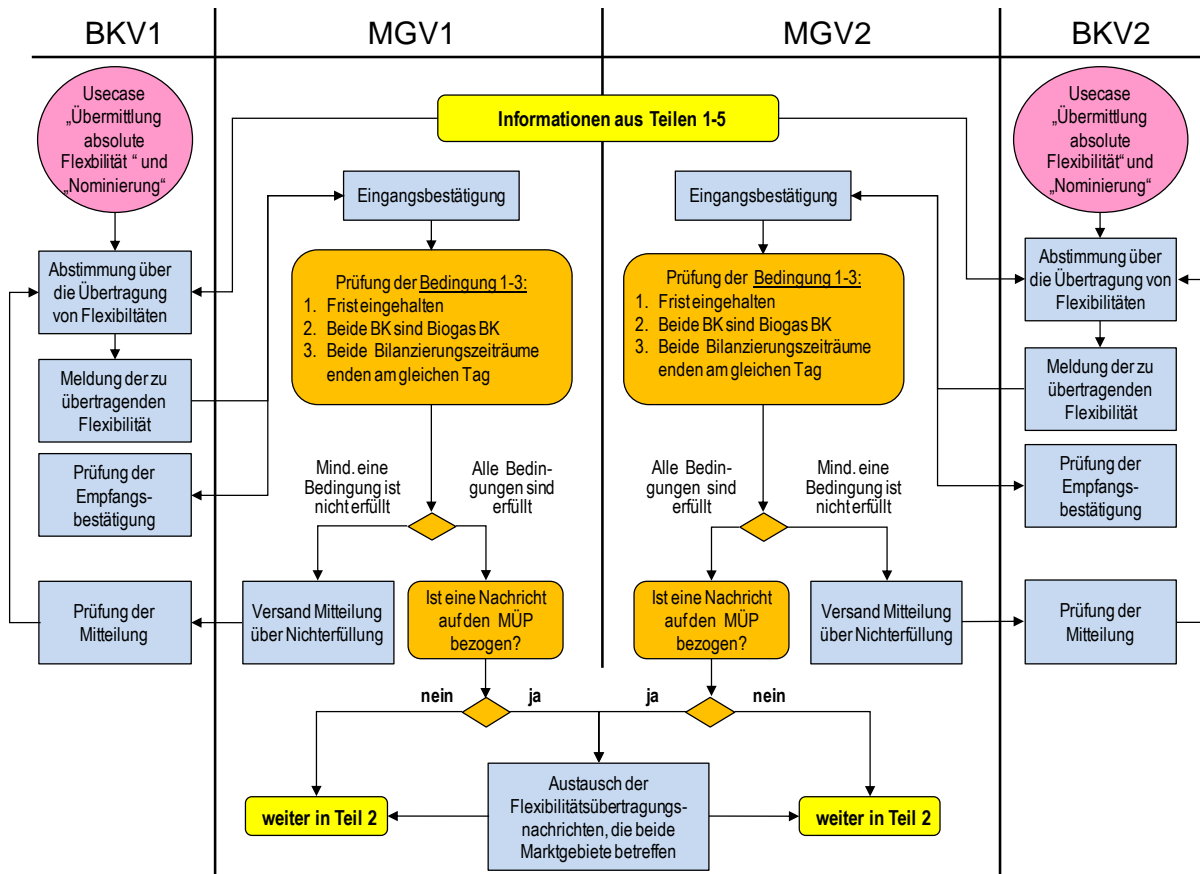 BKV1
MGV1
MGV2
BKV2
Usecase
„Übermittlung
absolute
Flexbilität“ und
„Nominierung“
Informationen aus Teilen 1-5
Usecase
„Übermittlung
absolute
Flexibilität“ und
„Nominierung“
Eingangsbestätigung
Eingangsbestätigung
Abstimmung über
die Übertragung
von Flexibiltäten
Prüfung der Bedingung 1-3:
1. Frist eingehalten
2. Beide BK sind Biogas BK
3. Beide Bilanzierungszeiträume
enden am gleichen Tag
Prüfung der Bedingung 1-3:
1. Frist eingehalten
2. Beide BK sind Biogas BK
3. Beide Bilanzierungszeiträume
enden am gleichen Tag
Abstimmung über
die Übertragung von
Flexibilitäten
Meldung der zu
übertragenden
Flexibilität
Meldung der zu
übertragenden
Flexibilität
Prüfung der
Empfangs-
bestätigung
Mind. eine
Bedingung ist
nicht erfüllt
Alle Bedin-
gungen sind
erfüllt
Alle Bedin-
gungen sind
erfüllt
Mind. eine
Bedingung ist
nicht erfüllt
Prüfung der
Empfangs-
bestätigung
Prüfung der
Mitteilung
Versand Mitteilung
über Nichterfüllung
Ist eine Nachricht
auf den MÜP
bezogen?
Ist eine Nachricht
auf den MÜP
bezogen?
Versand Mitteilung
über Nichterfüllung
Prüfung der
Mitteilung
nein
ja
ja
nein
weiter in Teil 2
Austausch der
Flexibilitätsübertragungs-
nachrichten, die beide
Marktgebiete betreffen
weiter in Teil 2